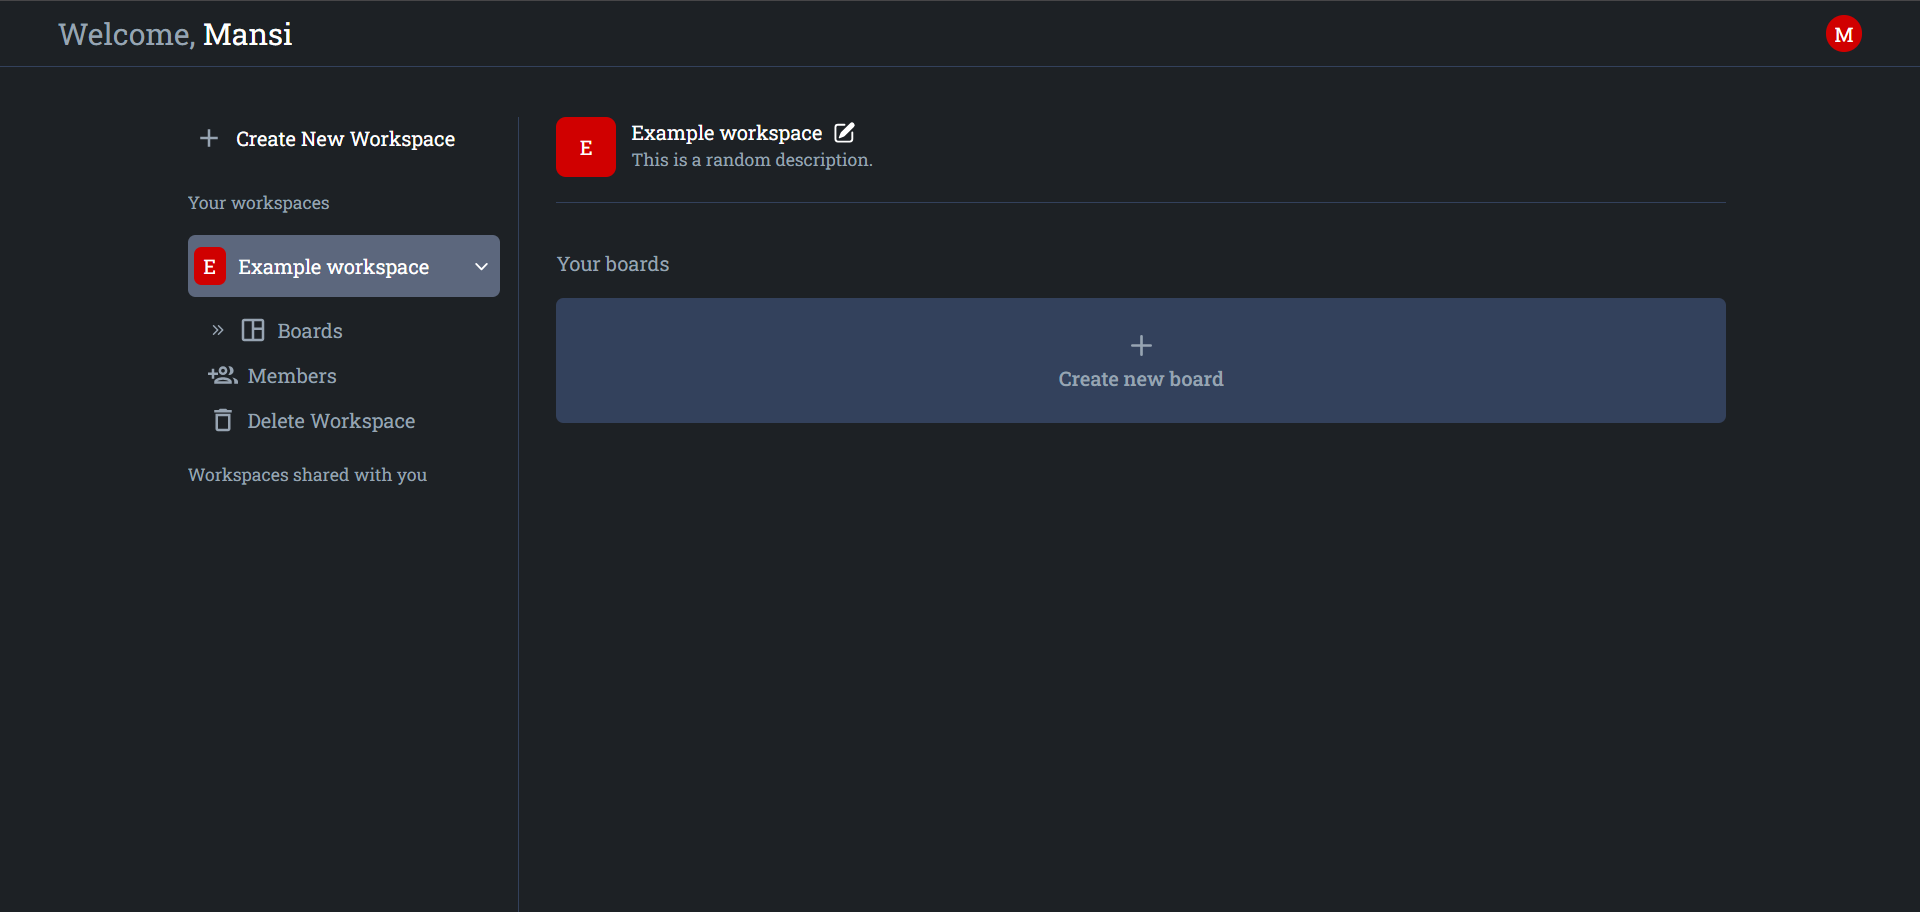 Welcome, Mansi
M
Create New Workspace
Your workspaces
E Example workspace
Boards
Members
Delete Workspace
Workspaces shared with you
E
Example workspace
This is a random description.
Your boards
Create new board